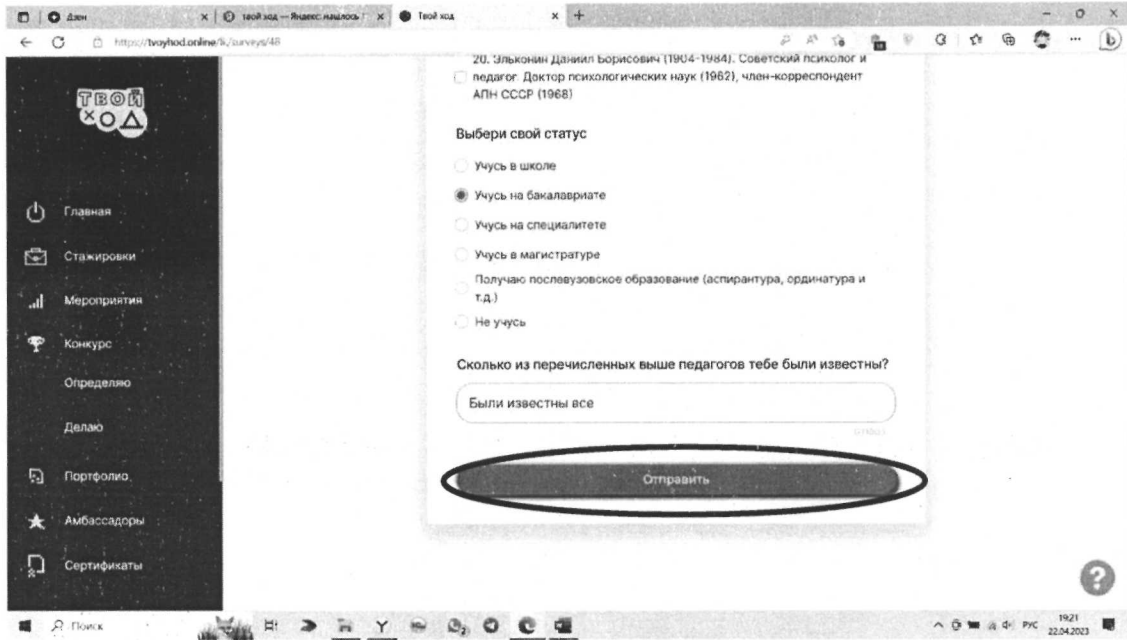 Дзен
твой ход — Яндекс: нашлось
Твой ход
https://tvoyhod.online/lk/surveys/48
ТВОЙ
ХОД
Главная
Стажировки
Мероприятия
Конкурс
Определяю
Делаю
Портфолио
Амбассадоры
Сертификаты
20. Эльконин Даниил Борисович (1904-1984). Советский психолог и
педагог. Доктор психологических наук (1962), член-корреспондент
АПН СССР (1968)
Выбери свой статус
Учусь в школе
Учусь на бакалавриате
Учусь на специалитете
Учусь в магистратуре
Получаю послевузовское образование (аспирантура, ординатура и
т.д.)
Не учусь
Сколько из перечисленных выше педагогов тебе были известны?
Были известны все
Отправить
?
Поиск
РУС
19:21
22.04.2023